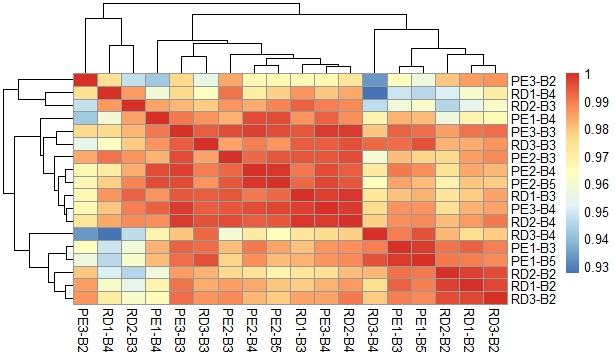 PE3-B2
RD1-B4
RD2-B3
PE1-B4
PE3-B3
RD3-B3
PE2-B3
PE2-B4
PE2-B5
RD1-B3
PE3-B4
RD2-B4
RD3-B4
PE1-B3
PE1-B5
RD2-B2
RD1-B2
RD3-B2
1
0.99
0.98
0.97
0.96
0.95
0.94
0.93
PE3-B2
RD1-B4
RD2-B3
PE1-B4
PE3-B3
RD3-B3
PE2-B3
PE2-B4
PE2-B5
RD1-B3
PE3-B4
RD2-B4
RD3-B4
PE1-B3
PE1-B5
RD2-B2
RD1-B2
RD3-B2